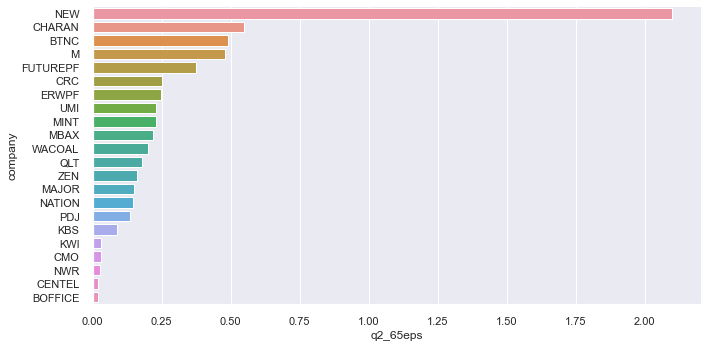 NEW
CHARAN
BTNC
M
FUTUREPF
CRC
ERWPF
UMI
MINT
MBAX
WACOAL
QLT
ZEN
MAJOR
NATION
PDJ
KBS
KWI
CMO
NWR
CENTEL
BOFFICE
company
0.00 0.25 0.50 0.75 1.00 1.25 1.50 1.75 2.00
q2_65eps